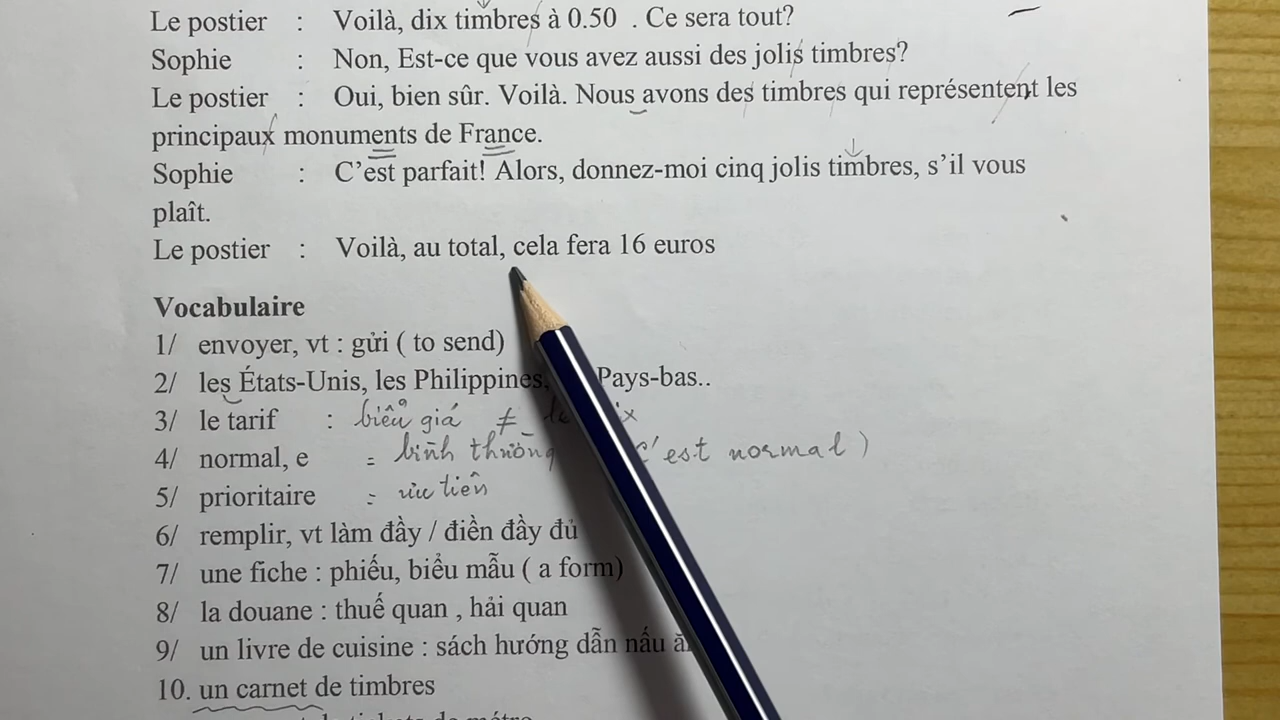 Le postier : Voilà, dix timbres à 0.50 . Ce sera tout?
Sophie : Non, Est-ce que vous avez aussi des jolis timbres?
Le postier : Oui, bien sûr. Voilà. Nous avons des timbres qui représentent les
principaux monuments de France.
Sophie : C'est parfait! Alors, donnez-moi cinq jolis timbres, s'il vous
plaît.
Le postier : Voilà, au total, cela fera 16 euros
Vocabulaire
1/ envoyer, vt : gửi ( to send)
2/ les États-Unis, les Philippines, Pays-bas..
3/ le tarif : biểu giá ≠
4/ normal, e = bình thường c'est normal )
5/ prioritaire = ưu tiên
6/ remplir, vt làm đầy / điền đầy đủ
7/ une fiche : phiếu, biểu mẫu ( a form)
8/ la douane : thuế quan , hải quan
9/ un livre de cuisine : sách hướng dẫn nấu
10. un carnet de timbres
de tickets de métro